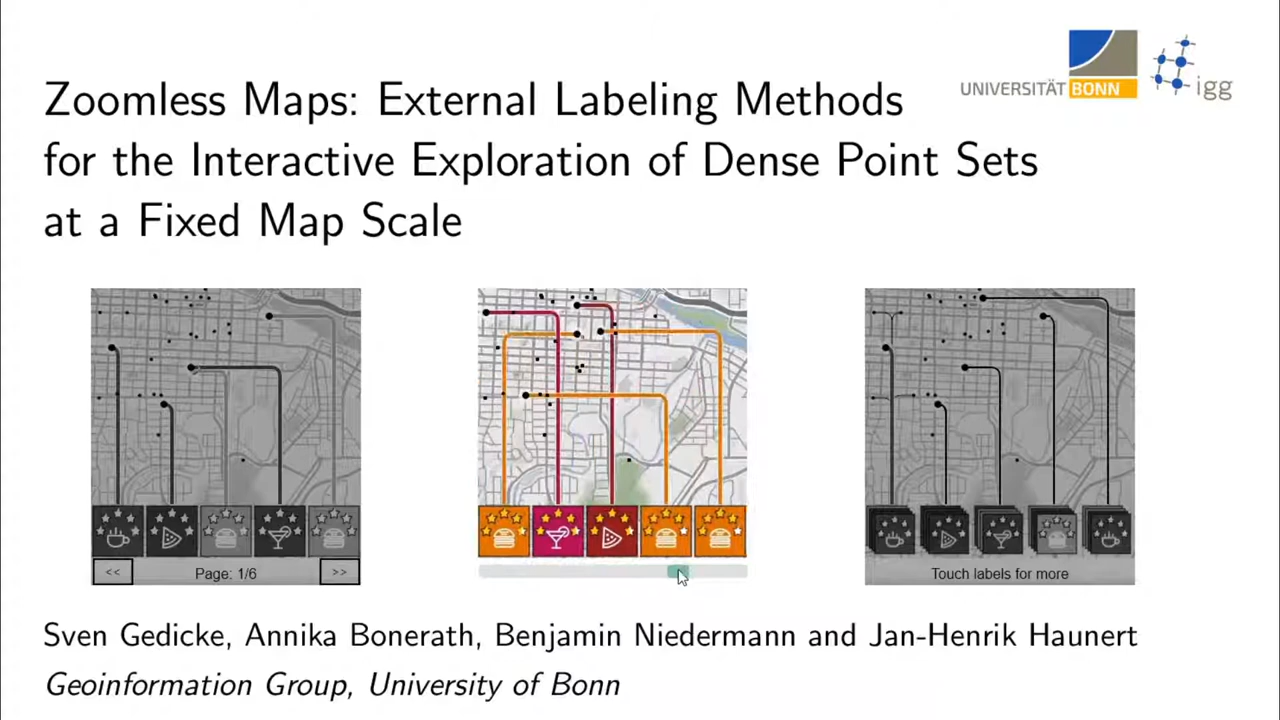 UNIVERSITÄT BONN
igg
Zoomless Maps: External Labeling Methods
for the Interactive Exploration of Dense Point Sets
at a Fixed Map Scale
<< Page: 1/6 >>
Touch labels for more
Sven Gedicke, Annika Bonerath, Benjamin Niedermann and Jan-Henrik Haunert
Geoinformation Group, University of Bonn